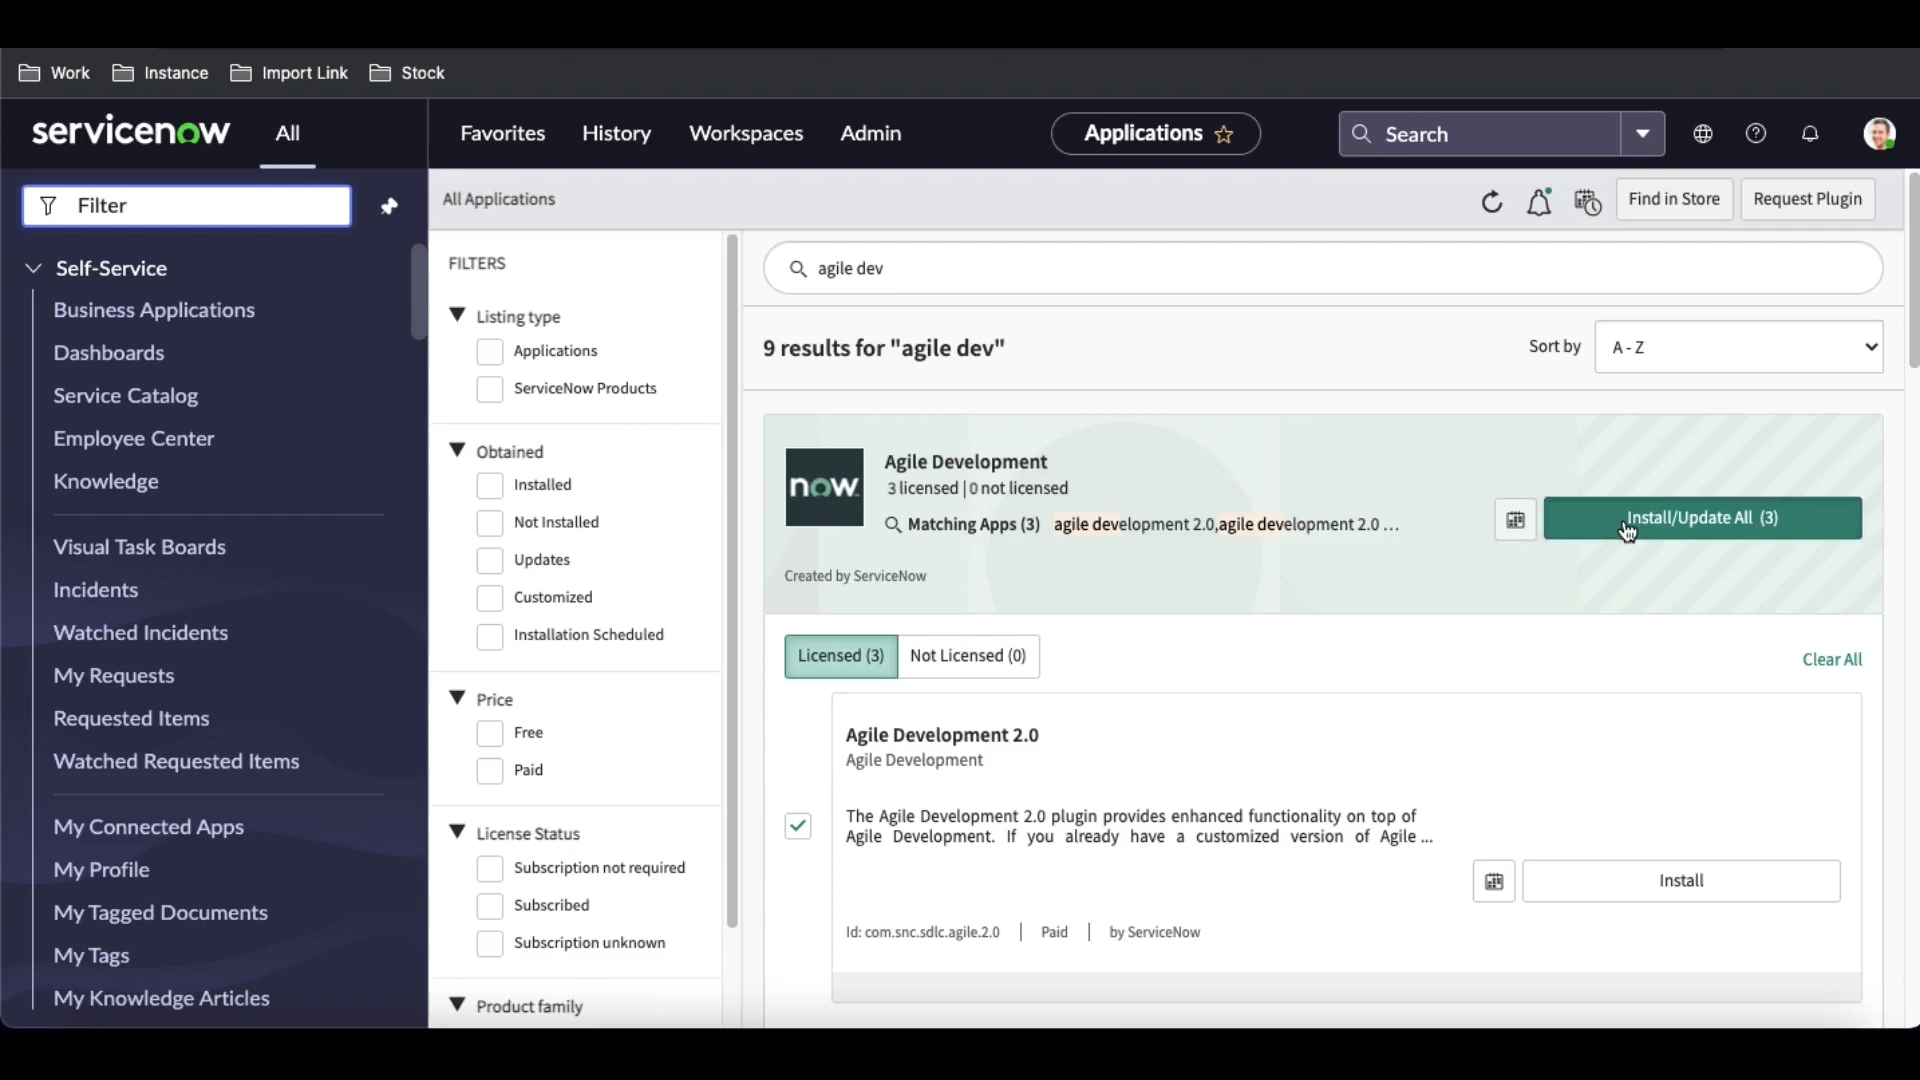 Work
Instance
Import Link
Stock
servicenow
All
Favorites
History
Workspaces
Admin
Applications
Search
Filter
Self-Service
Business Applications
Dashboards
Service Catalog
Employee Center
Knowledge
Visual Task Boards
Incidents
Watched Incidents
My Requests
Requested Items
Watched Requested Items
My Connected Apps
My Profile
My Tagged Documents
My Tags
My Knowledge Articles
All Applications
Find in Store
Request Plugin
FILTERS
Listing type
Applications
ServiceNow Products
Obtained
Installed
Not Installed
Updates
Customized
Installation Scheduled
Price
Free
Paid
License Status
Subscription not required
Subscribed
Subscription unknown
Product family
agile dev
9 results for "agile dev"
Sort by
A - Z
now
Agile Development
3 licensed | 0 not licensed
Matching Apps (3) agile development 2.0,agile development 2.0 ...
Install/Update All (3)
Created by ServiceNow
Licensed (3)
Not Licensed (0)
Clear All
Agile Development 2.0
Agile Development
The Agile Development 2.0 plugin provides enhanced functionality on top of
Agile Development. If you already have a customized version of Agile ...
Install
Id: com.snc.sdlc.agile.2.0 | Paid | by ServiceNow